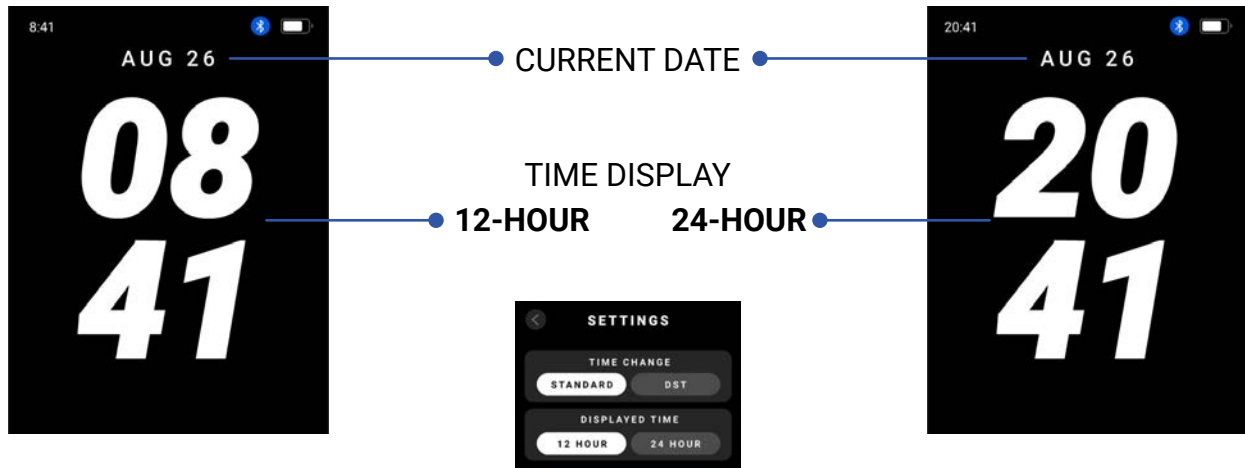 8:41
AUG 26
08
41
CURRENT DATE
TIME DISPLAY
12-HOUR
24-HOUR
SETTINGS
TIME CHANGE
STANDARD
DST
DISPLAYED TIME
12 HOUR
24 HOUR
20:41
AUG 26
20
41